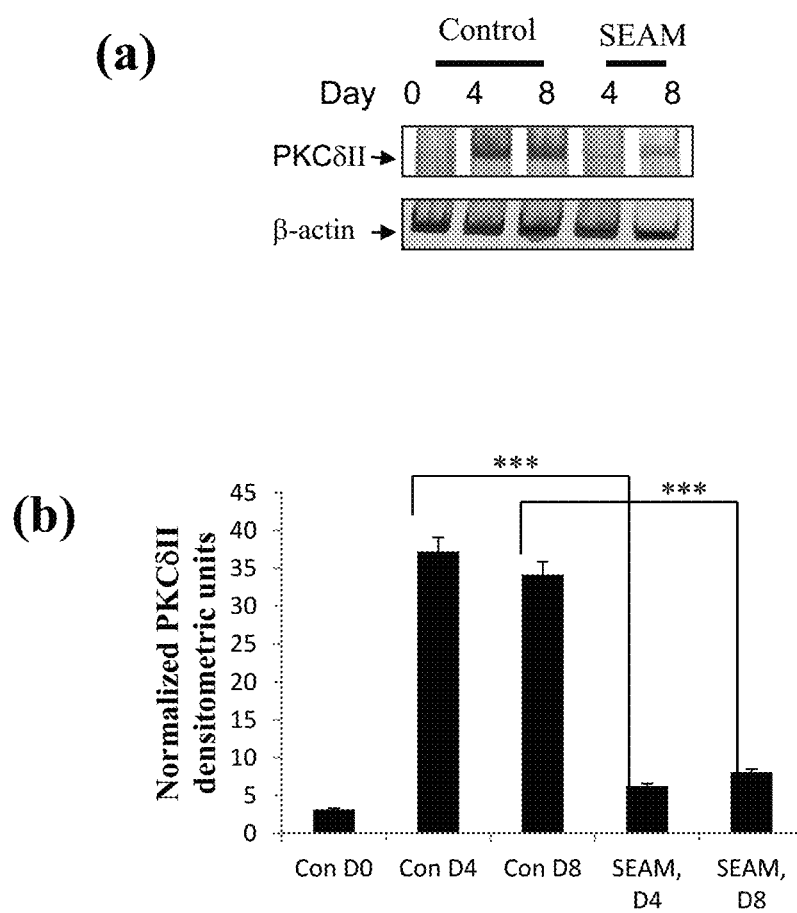 (a)
Control SEAM
Day 0 4 8 4 8
PKCδII
β-actin
(b)
Normalized PKCδII
densitometric units
45
40
35
30
25
20
15
10
5
0
***
***
Con D0 Con D4 Con D8 SEAM, D4 SEAM, D8